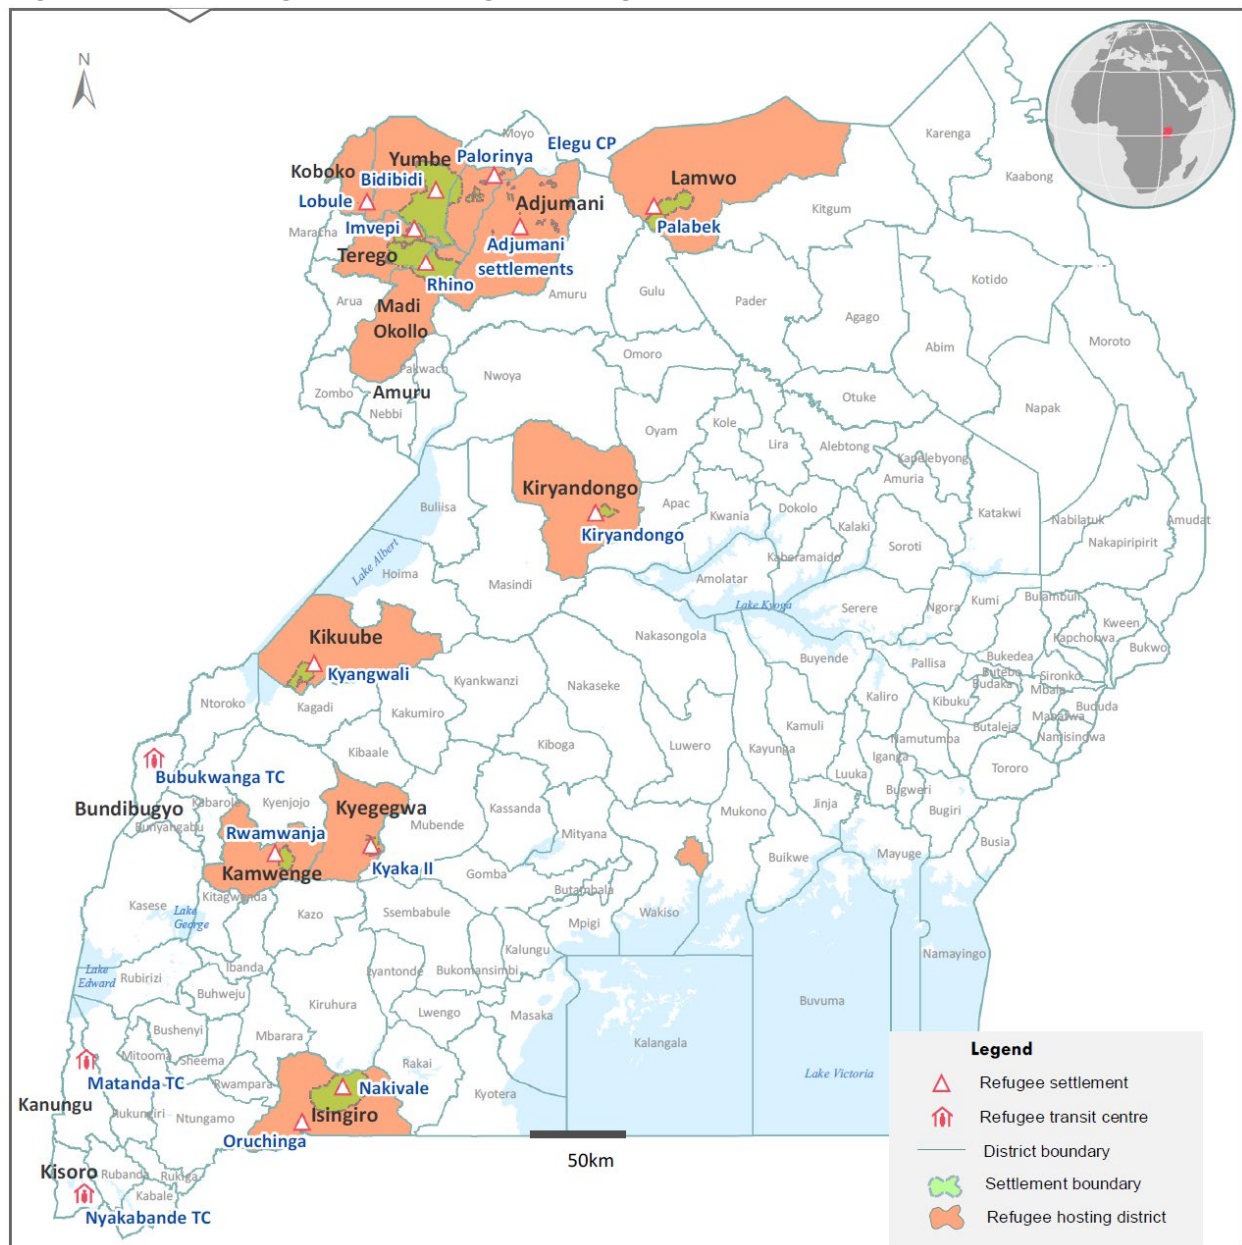 N
Karenga
Kaabong
Moyo
Elegu CP
Koboko
Yumbe
Palorinya
Bidibidi
Lamwo
Lobule
Adjumani
Kitgum
Maracha
Imvepi
Palabek
Terego
Adjumani
settlements
Rhino
Kotido
Arua
Madi
Okollo
Amuru
Gulu
Pader
Agago
Abim
Moroto
Omoro
Pakwach
Nwoya
Zombo
Amuru
Nebbi
Otuke
Napak
Oyam
Kole
Lira
Alebtong
Kapelebyong
Amuria
Kiryandongo
Buliisa
Apac
Kwania
Dokolo
Kalaki
Katakwi
Nabilatuk
Amudat
Kiryandongo
Soroti
Nakapiripirit
Lake Albert
Hoima
Masindi
Kaberamaido
Amolatar
Lake Kyoga
Serere
Ngora
Kumi
Bulambuli
Kikuube
Nakasongola
Kween
Kapchorwa
Bukwo
Kyangwali
Buyende
Pallisa
Bukedea
Butebo
Budaka
Sironko
Mbale
Ntoroko
Kagadi
Kyankwanzi
Nakaseke
Kakumiro
Kaliro
Kibuku
Bududa
Manafwa
Butaleja
Namisindwa
Kamuli
Kibaale
Kiboga
Luwero
Kayunga
Namutumba
Iganga
Tororo
Bubukwanga TC
Luuka
Bugweri
Bundibugyo
Kabarole
Kyenjojo
Kyegegwa
Kassanda
Mukono
Jinja
Bugiri
Bunyangabu
Rwamwanja
Mubende
Mityana
Busia
Kamwenge
Kyaka II
Gomba
Buikwe
Mayuge
Kitagwenda
Butambala
Kasese
Lake
George
Kazo
Ssembabule
Mpigi
Wakiso
Kalungu
Namayingo
Lake
Edward
Rubirizi
Ibanda
Lyantonde
Bukomansimbi
Buhweju
Kiruhura
Lwengo
Masaka
Buvuma
Bushenyi
Mbarara
Kalangala
Mitooma
Sheema
Rakai
Lake Victoria
Matanda TC
Rwampara
Nakivale
Kyotera
Kanungu
Rukungiri
Ntungamo
Isingiro
Oruchinga
50km
Kisoro
Rubanda
Rukiga
Kabale
Nyakabande TC
Legend
Refugee settlement
Refugee transit centre
District boundary
Settlement boundary
Refugee hosting district